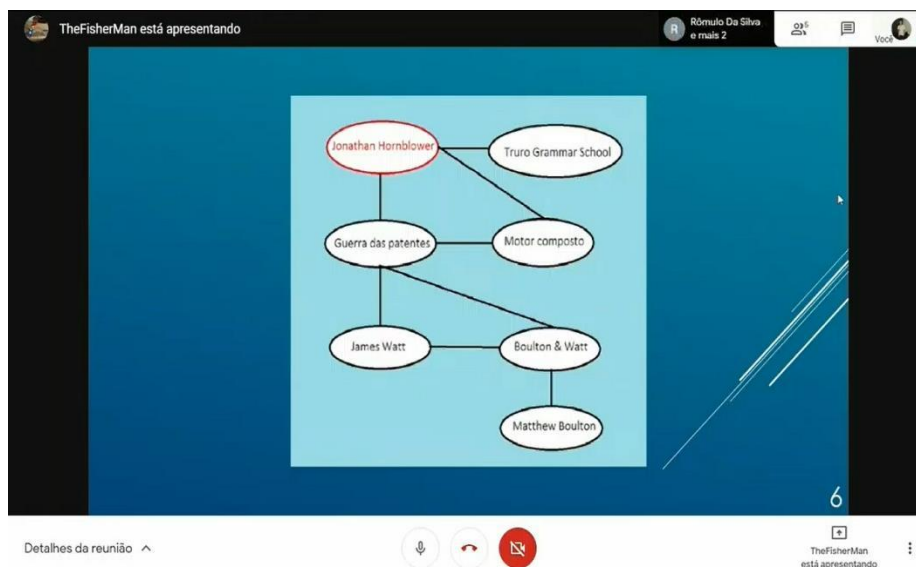 TheFisherMan está apresentando
R
Rômulo Da Silva
e mais 2
5
Você
Jonathan Hornblower
Truro Grammar School
Guerra das patentes
Motor composto
James Watt
Boulton & Watt
Matthew Boulton
6
Detalhes da reunião
TheFisherMan
está apresentando